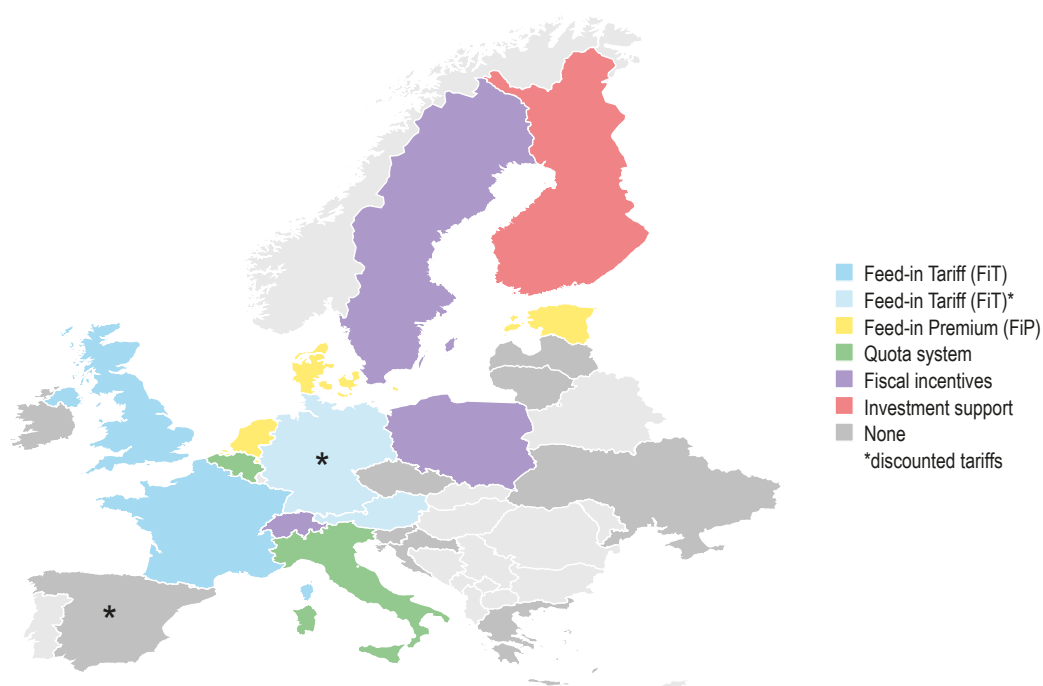 Feed-in Tariff (FiT)
Feed-in Tariff (FiT)*
Feed-in Premium (FiP)
Quota system
Fiscal incentives
Investment support
None
*discounted tariffs
*
*